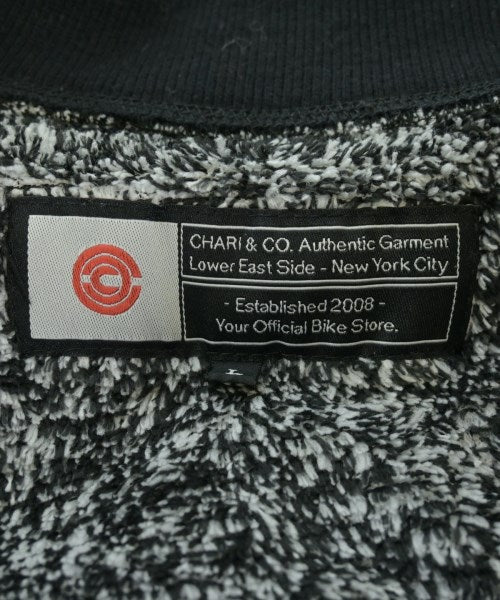 CHARI & CO. Authentic Garment
Lower East Side - New York City
- Established 2008 -
Your Official Bike Store.
L